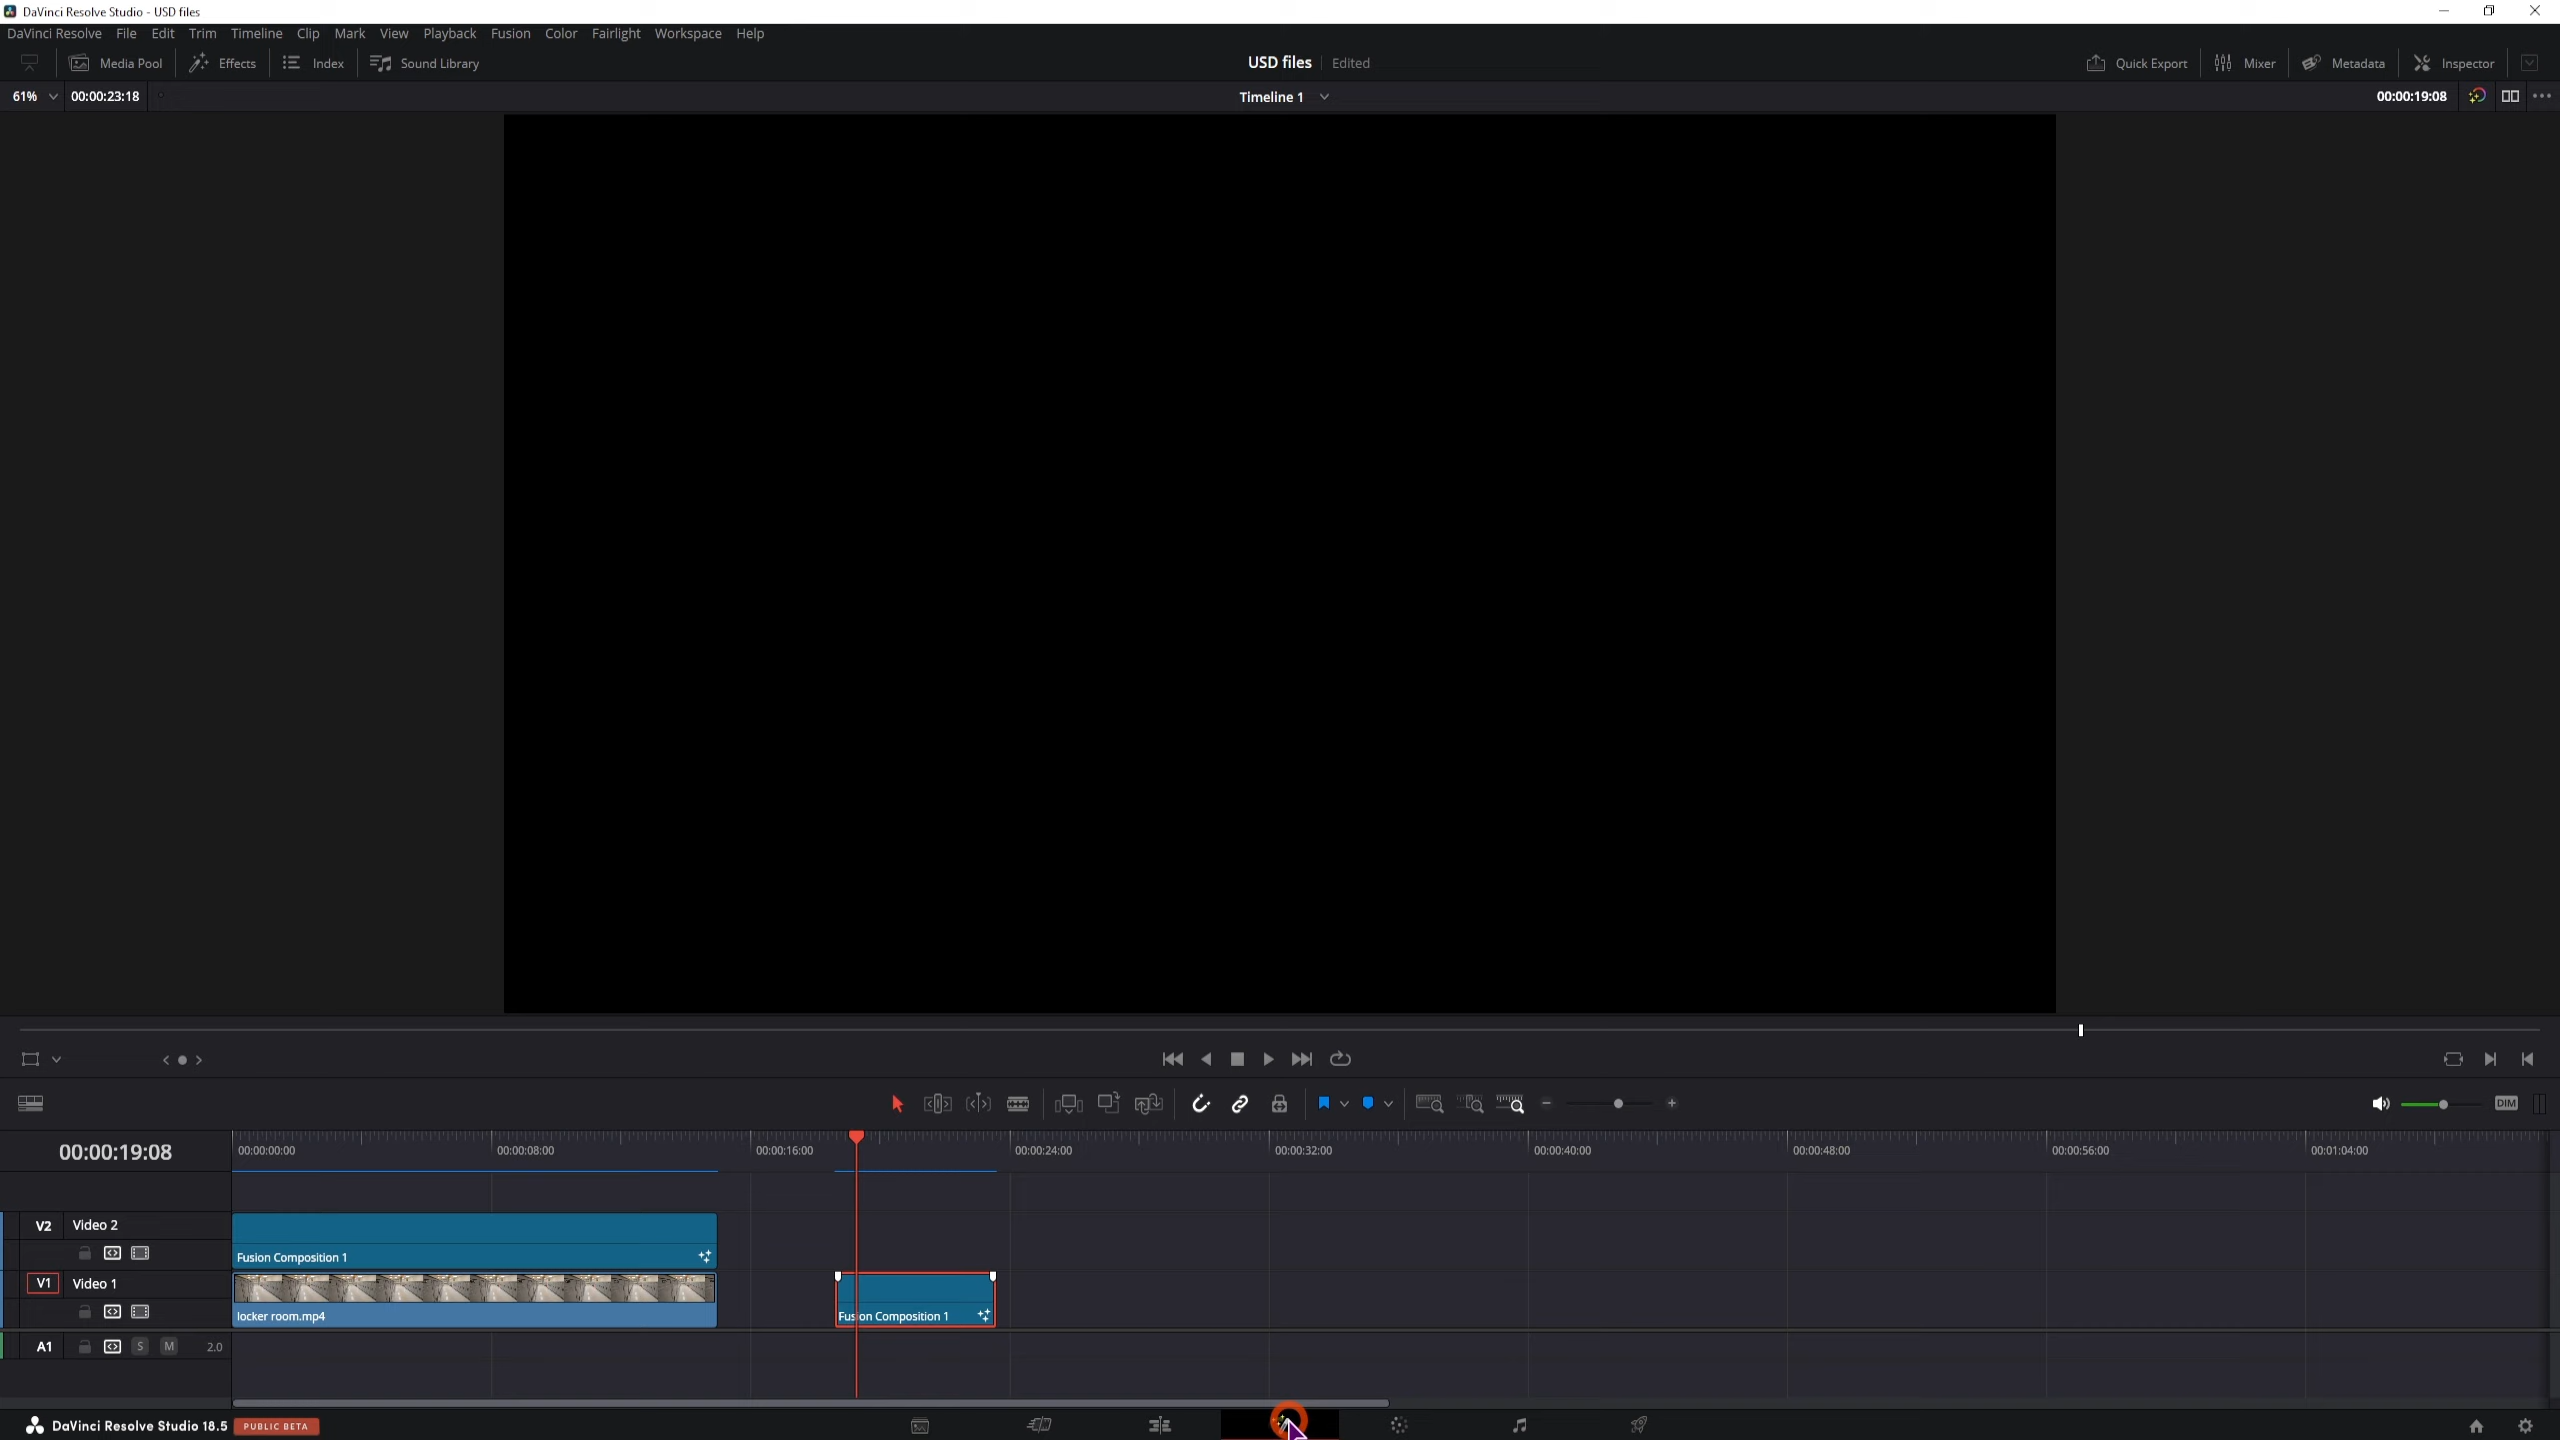 DaVinci Resolve Studio - USD files
DaVinci Resolve File Edit Trim Timeline Clip Mark View Playback Fusion Color Fairlight Workspace Help
Media Pool Effects Index Sound Library USD files Edited Quick Export Mixer Metadata Inspector
61% 00:00:23:18 Timeline 1 00:00:19:08
DIM
00:00:19:08 00:00:00:00 00:00:08:00 00:00:16:00 00:00:24:00 00:00:32:00 00:00:40:00 00:00:48:00 00:00:56:00 00:01:04:00
V2 Video 2
Fusion Composition 1
V1 Video 1
locker room.mp4 Fusion Composition 1
A1 S M 2.0
DaVinci Resolve Studio 18.5 PUBLIC BETA